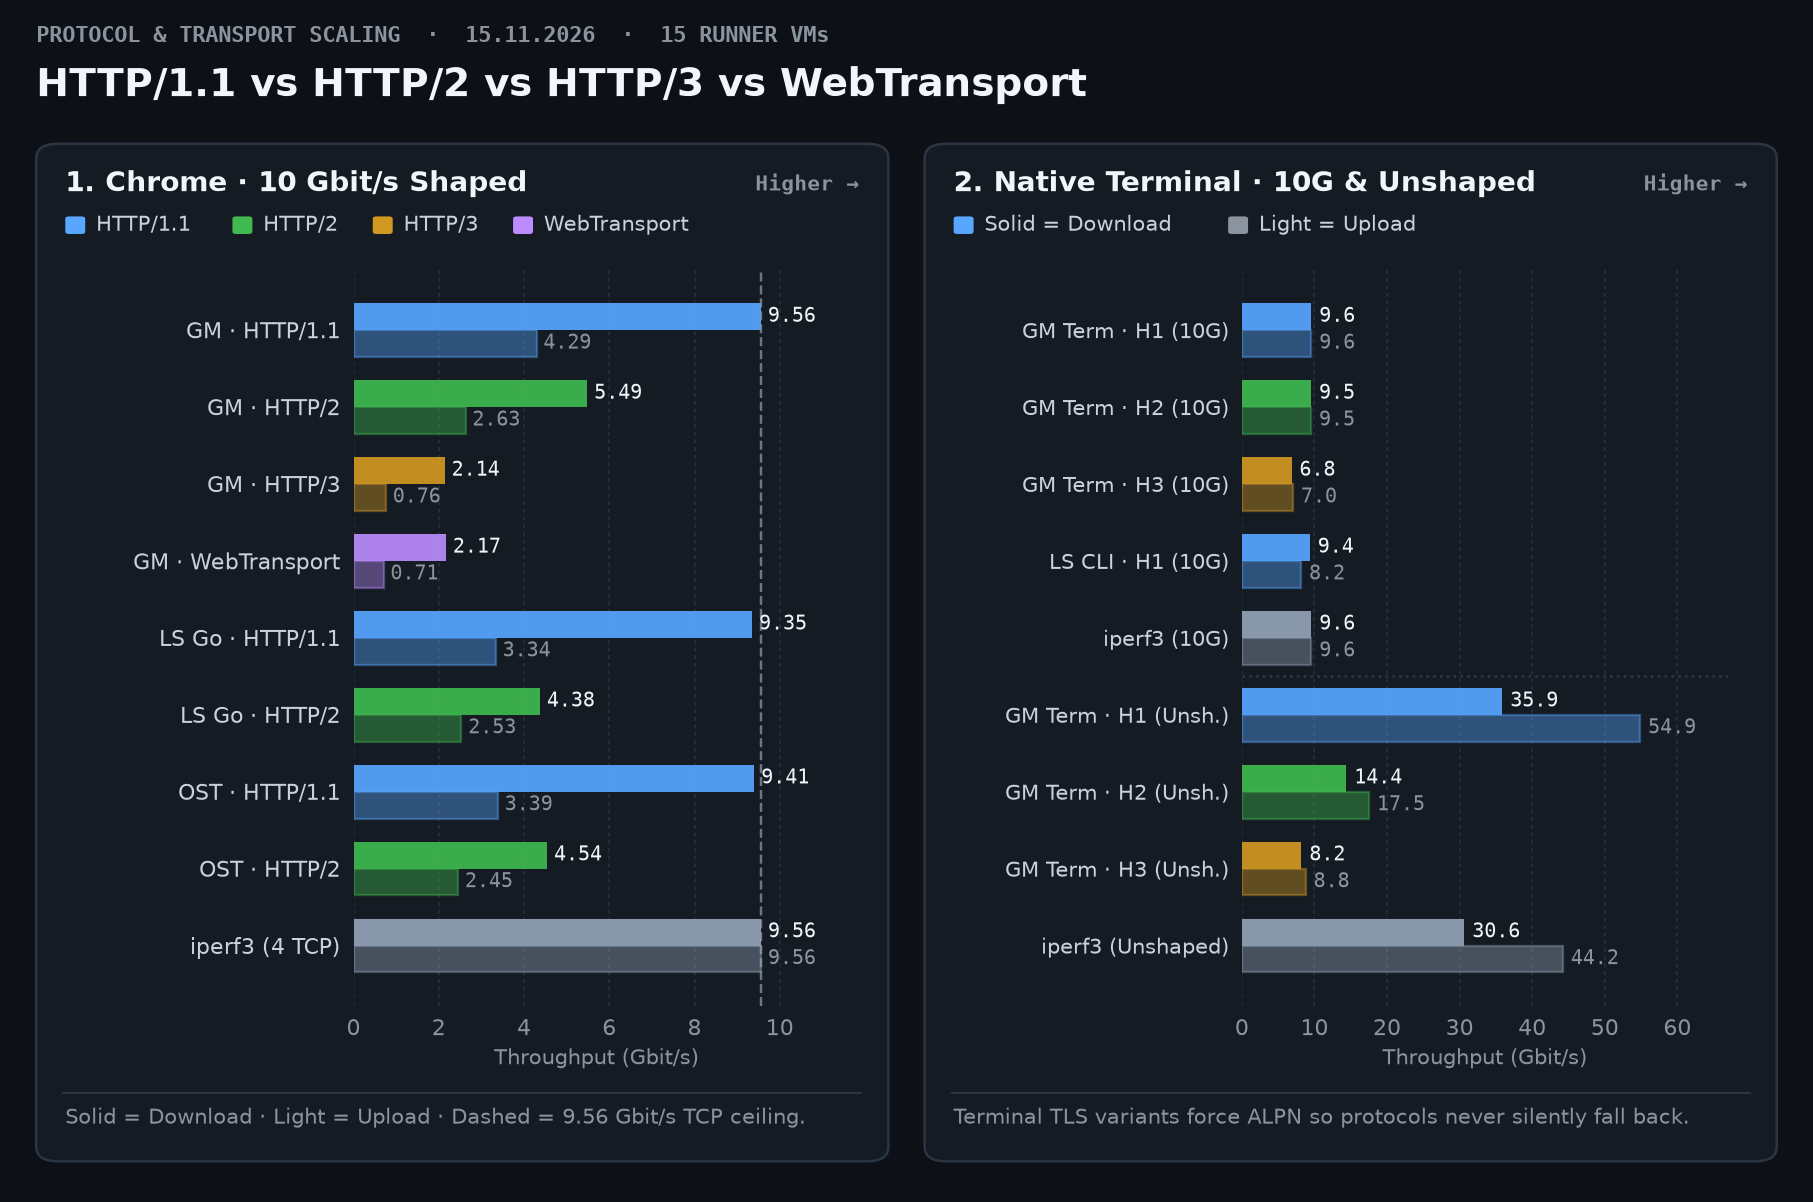 PROTOCOL & TRANSPORT SCALING · 15.11.2026 · 15 RUNNER VMs
HTTP/1.1 vs HTTP/2 vs HTTP/3 vs WebTransport
1. Chrome · 10 Gbit/s Shaped
Higher →
HTTP/1.1
HTTP/2
HTTP/3
WebTransport
GM · HTTP/1.1
9.56
4.29
GM · HTTP/2
5.49
2.63
GM · HTTP/3
2.14
0.76
GM · WebTransport
2.17
0.71
LS Go · HTTP/1.1
9.35
3.34
LS Go · HTTP/2
4.38
2.53
OST · HTTP/1.1
9.41
3.39
OST · HTTP/2
4.54
2.45
iperf3 (4 TCP)
9.56
9.56
0 2 4 6 8 10
Throughput (Gbit/s)
Solid = Download · Light = Upload · Dashed = 9.56 Gbit/s TCP ceiling.
2. Native Terminal · 10G & Unshaped
Higher →
Solid = Download
Light = Upload
GM Term · H1 (10G)
9.6
9.6
GM Term · H2 (10G)
9.5
9.5
GM Term · H3 (10G)
6.8
7.0
LS CLI · H1 (10G)
9.4
8.2
iperf3 (10G)
9.6
9.6
GM Term · H1 (Unsh.)
35.9
54.9
GM Term · H2 (Unsh.)
14.4
17.5
GM Term · H3 (Unsh.)
8.2
8.8
iperf3 (Unshaped)
30.6
44.2
0 10 20 30 40 50 60
Throughput (Gbit/s)
Terminal TLS variants force ALPN so protocols never silently fall back.